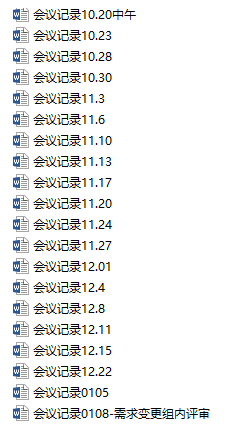 会议记录10.20中午
会议记录10.23
会议记录10.28
会议记录10.30
会议记录11.3
会议记录11.6
会议记录11.10
会议记录11.13
会议记录11.17
会议记录11.20
会议记录11.24
会议记录11.27
会议记录12.01
会议记录12.4
会议记录12.8
会议记录12.11
会议记录12.15
会议记录12.22
会议记录0105
会议记录0108-需求变更组内评审